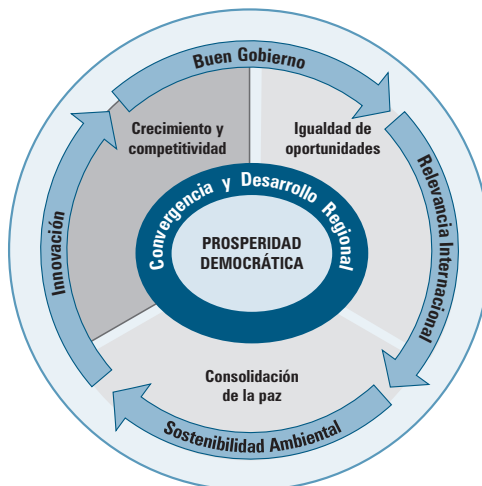 Buen Gobierno
Crecimiento y
competitividad
Igualdad de
oportunidades
Convergencia y Desarrollo Regional
PROSPERIDAD
DEMOCRÁTICA
Innovación
Relevancia Internacional
Consolidación
de la paz
Sostenibilidad Ambiental